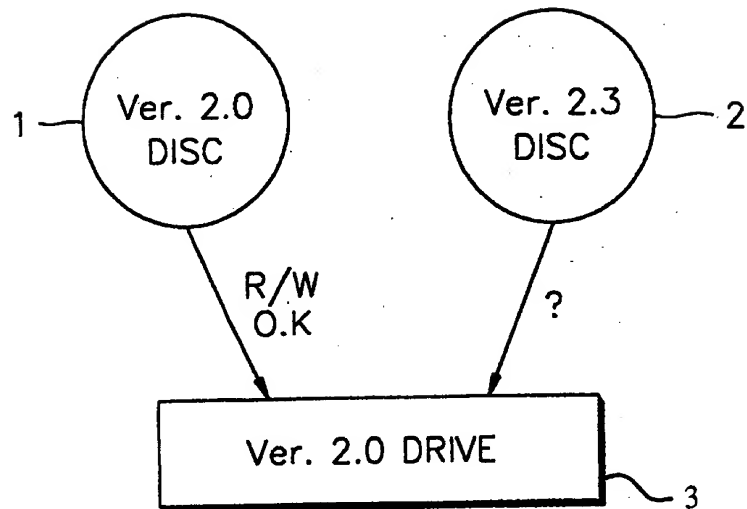 1
Ver. 2.0
DISC
Ver. 2.3
DISC
2
R/W
O.K
?
Ver. 2.0 DRIVE
3